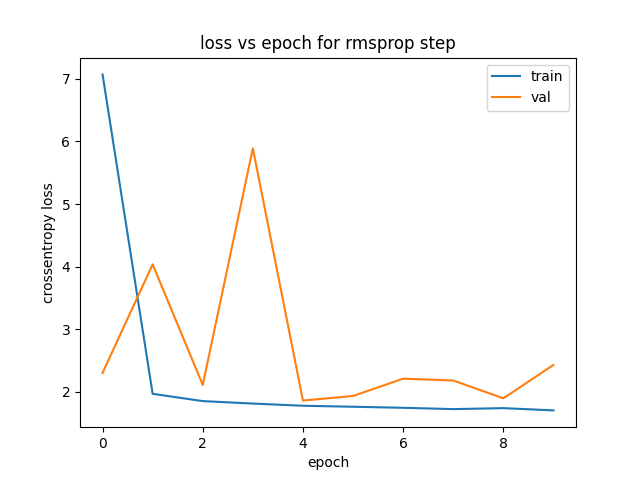 loss vs epoch for rmsprop step
train
val
7
6
5
4
3
2
crossentropy loss
0 2 4 6 8
epoch